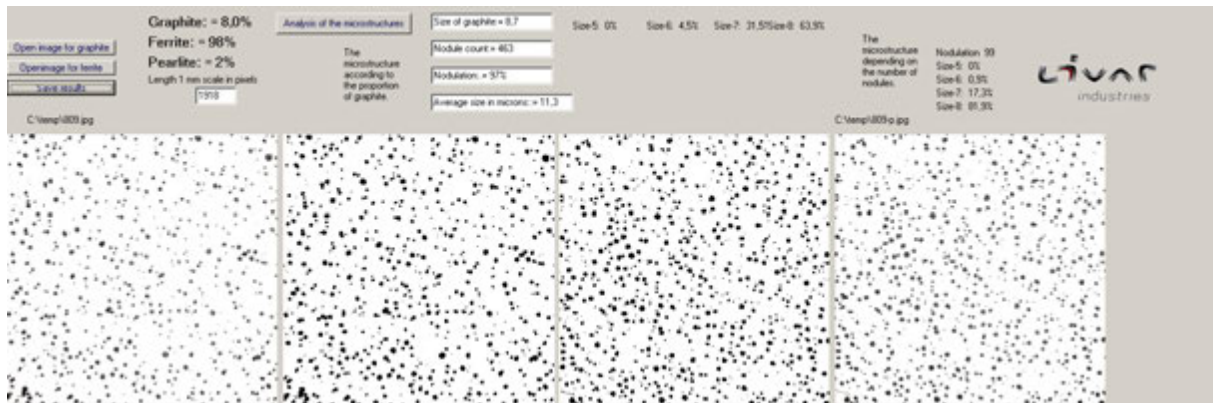 Open image for graphite
Openimage for ferrite
Save results
C:\temp\809.jpg
Graphite: = 8,0%
Ferrite: = 98%
Pearlite: = 2%
Length 1 mm scale in pixels
1918
Analysis of the microstructures
The
microstructure
according to
the proportion
of graphite.
Size of graphite = 8,7
Nodule count = 463
Nodulation: = 97%
Average size in microns: = 11,3
Size-5: 0% Size-6: 4,5% Size-7: 31,5%Size-8: 63,9%
The
microstructure
depending on
the number of
nodules.
Nodulation 99
Size-5: 0%
Size-6: 0,9%
Size-7: 17,3%
Size-8: 81,9%
C:\temp\809-p.jpg
Livar
industries